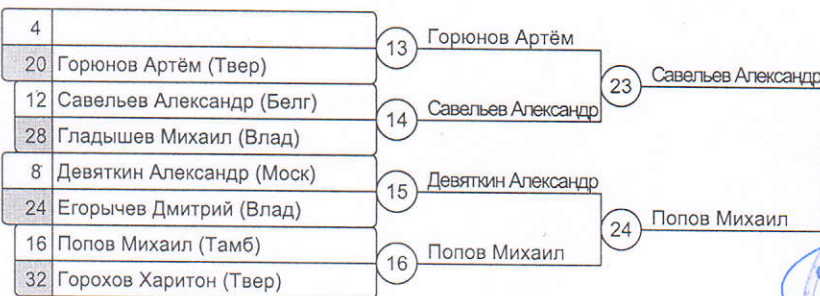 4
20 Горюнов Артём (Твер)
12 Савельев Александр (Белг)
28 Гладышев Михаил (Влад)
8 Девяткин Александр (Моск)
24 Егорычев Дмитрий (Влад)
16 Попов Михаил (Тамб)
32 Горохов Харитон (Твер)
13 Горюнов Артём
14 Савельев Александр
15 Девяткин Александр
16 Попов Михаил
23 Савельев Александр
24 Попов Михаил